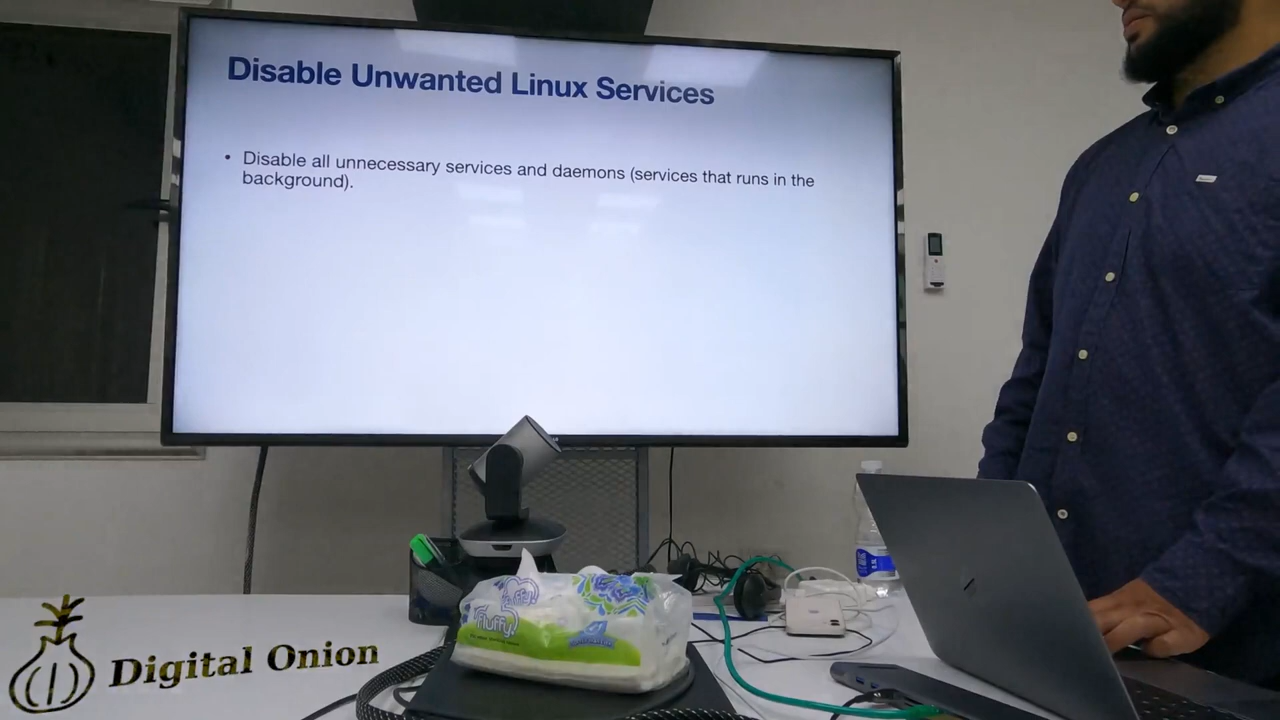 Disable Unwanted Linux Services
• Disable all unnecessary services and daemons (services that runs in the
background).
Fluffy!
Digital Onion